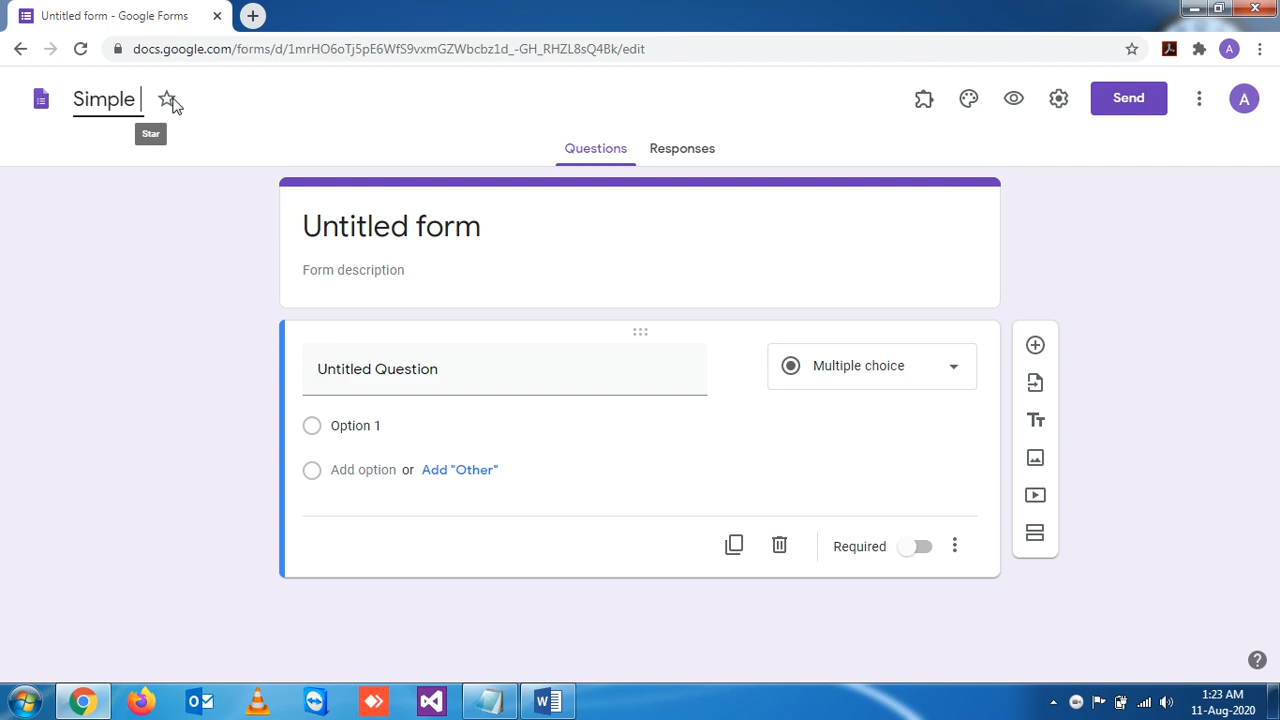 Untitled form - Google Forms
docs.google.com/forms/d/1mrHO6oTj5pE6WfS9vxmGZWbcbz1d_-GH_RHZL8sQ4Bk/edit
A
Simple
Send
A
Star
Questions
Responses
Untitled form
Form description
Untitled Question
Multiple choice
Option 1
Add option or Add "Other"
Required
1:23 AM
11-Aug-2020